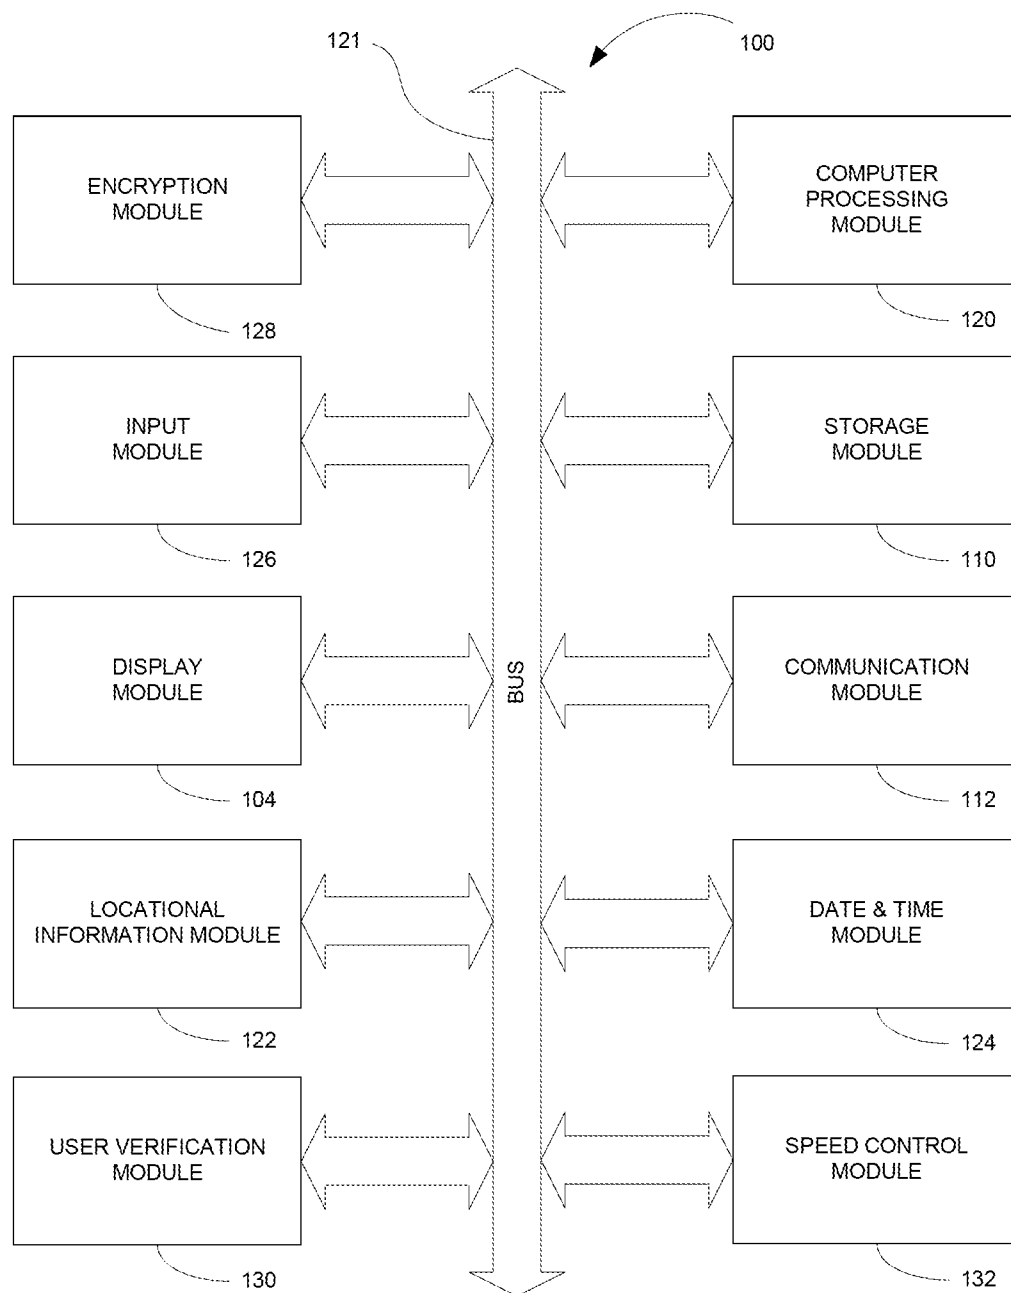 121
100
ENCRYPTION
MODULE
128
COMPUTER
PROCESSING
MODULE
120
INPUT
MODULE
126
STORAGE
MODULE
110
DISPLAY
MODULE
104
BUS
COMMUNICATION
MODULE
112
LOCATIONAL
INFORMATION MODULE
122
DATE & TIME
MODULE
124
USER VERIFICATION
MODULE
130
SPEED CONTROL
MODULE
132